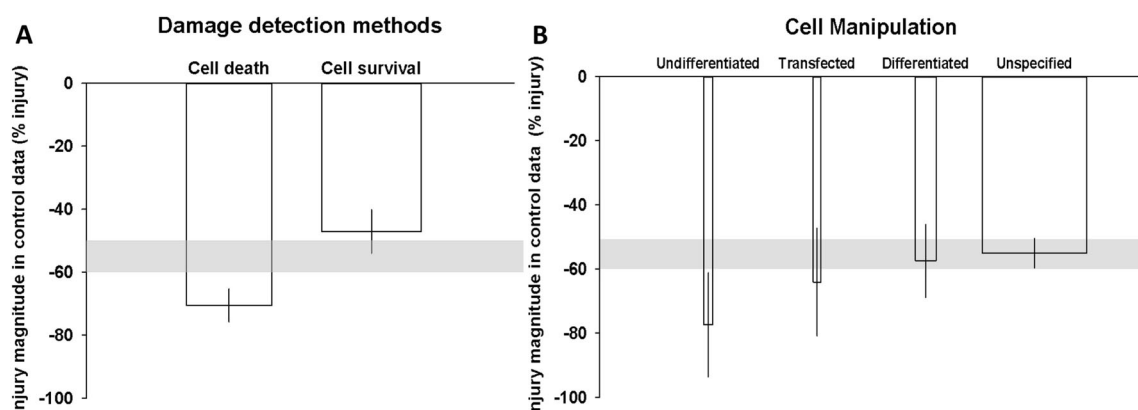 A
Damage detection methods
Cell death Cell survival
0
-20
-40
-60
-80
-100
njury magnitude in control data (% injury)
B
Cell Manipulation
Undifferentiated Transfected Differentiated Unspecified
0
-20
-40
-60
-80
-100
njury magnitude in control data (% injury)